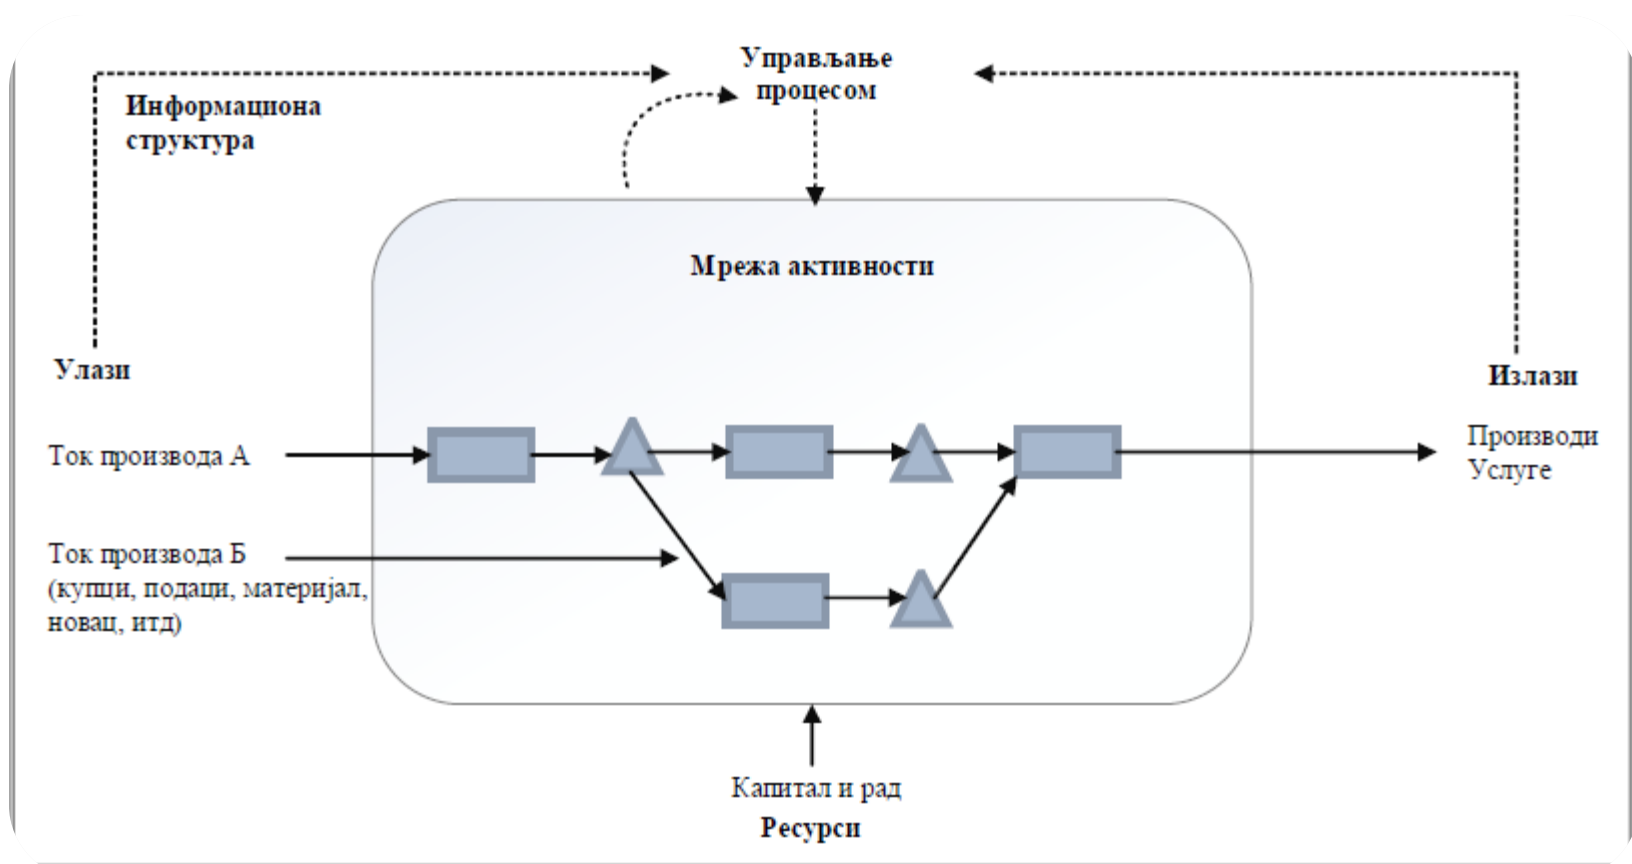 Управљање
процесом
Информациона
структура
Мрежа активности
Улази
Излази
Ток производа А
Производи
Услуге
Ток производа Б
(купци, подаци, материјал,
новац, итд)
Капитал и рад
Ресурси